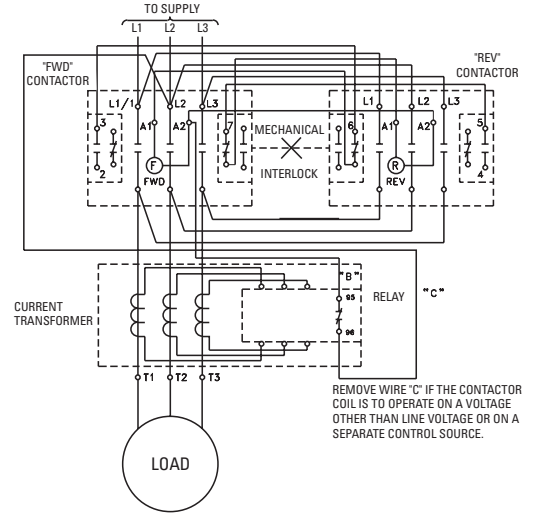 TO SUPPLY
L1 L2 L3
"FWD"
CONTACTOR
"REV"
CONTACTOR
L1/1 L2 L3
L1 L2 L3
3 A1 A2 7
MECHANICAL
6 A1 A2 5
F
R
2 FWD
INTERLOCK
REV 4
"B"
95
RELAY
"C"
CURRENT
TRANSFORMER
96
T1 T2 T3
REMOVE WIRE "C" IF THE CONTACTOR
COIL IS TO OPERATE ON A VOLTAGE
OTHER THAN LINE VOLTAGE OR ON A
SEPARATE CONTROL SOURCE.
LOAD